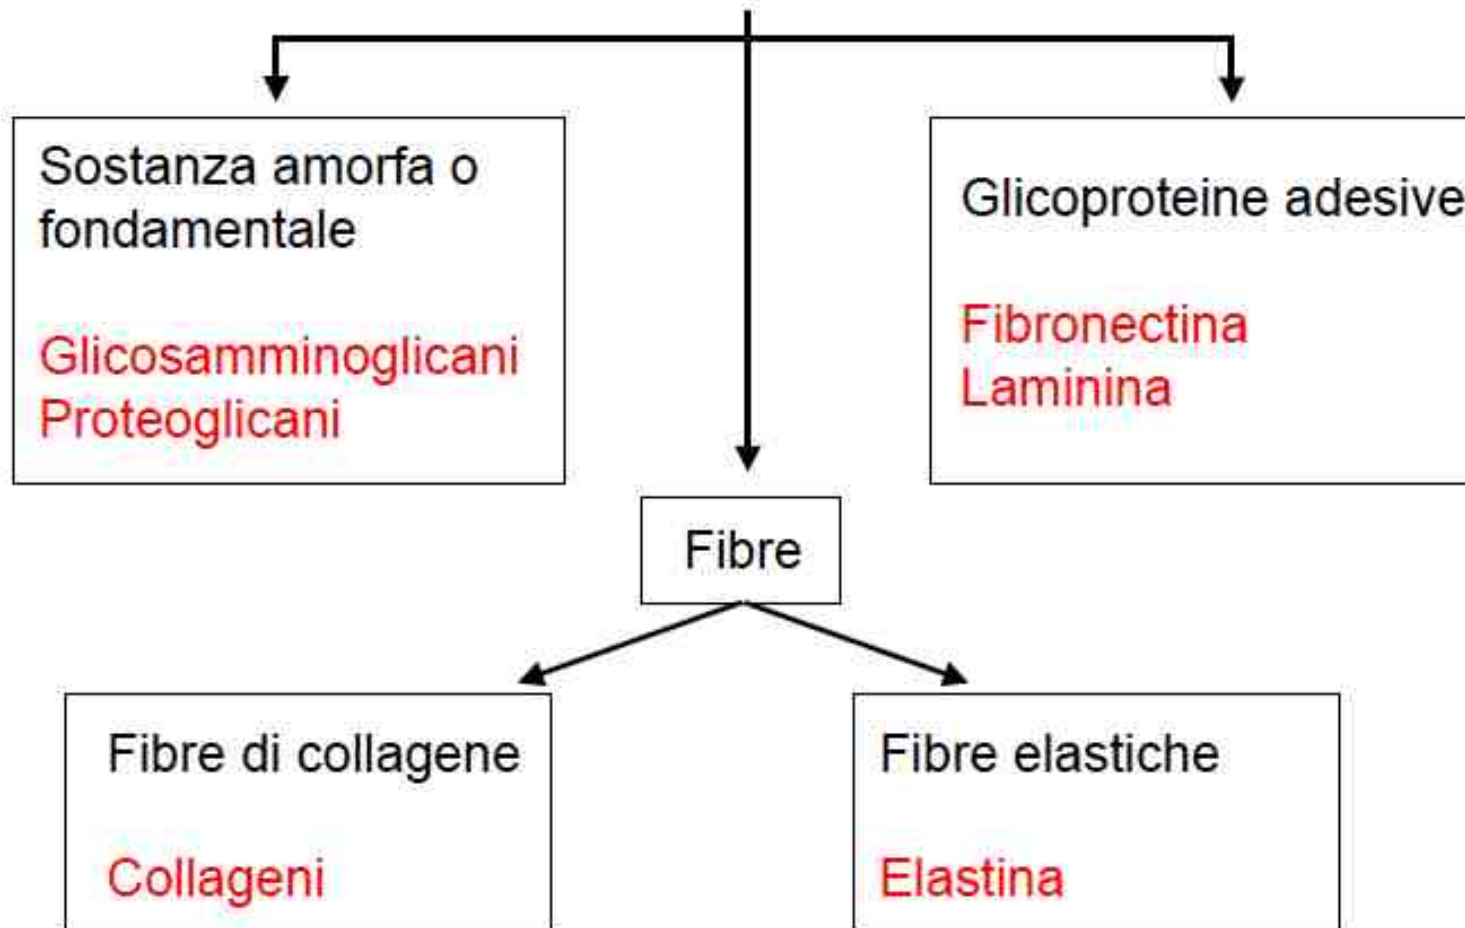 Sostanza amorfa o
fondamentale
Glicosamminoglicani
Proteoglicani
Glicoproteine adesive
Fibronectina
Laminina
Fibre
Fibre di collagene
Collageni
Fibre elastiche
Elastina